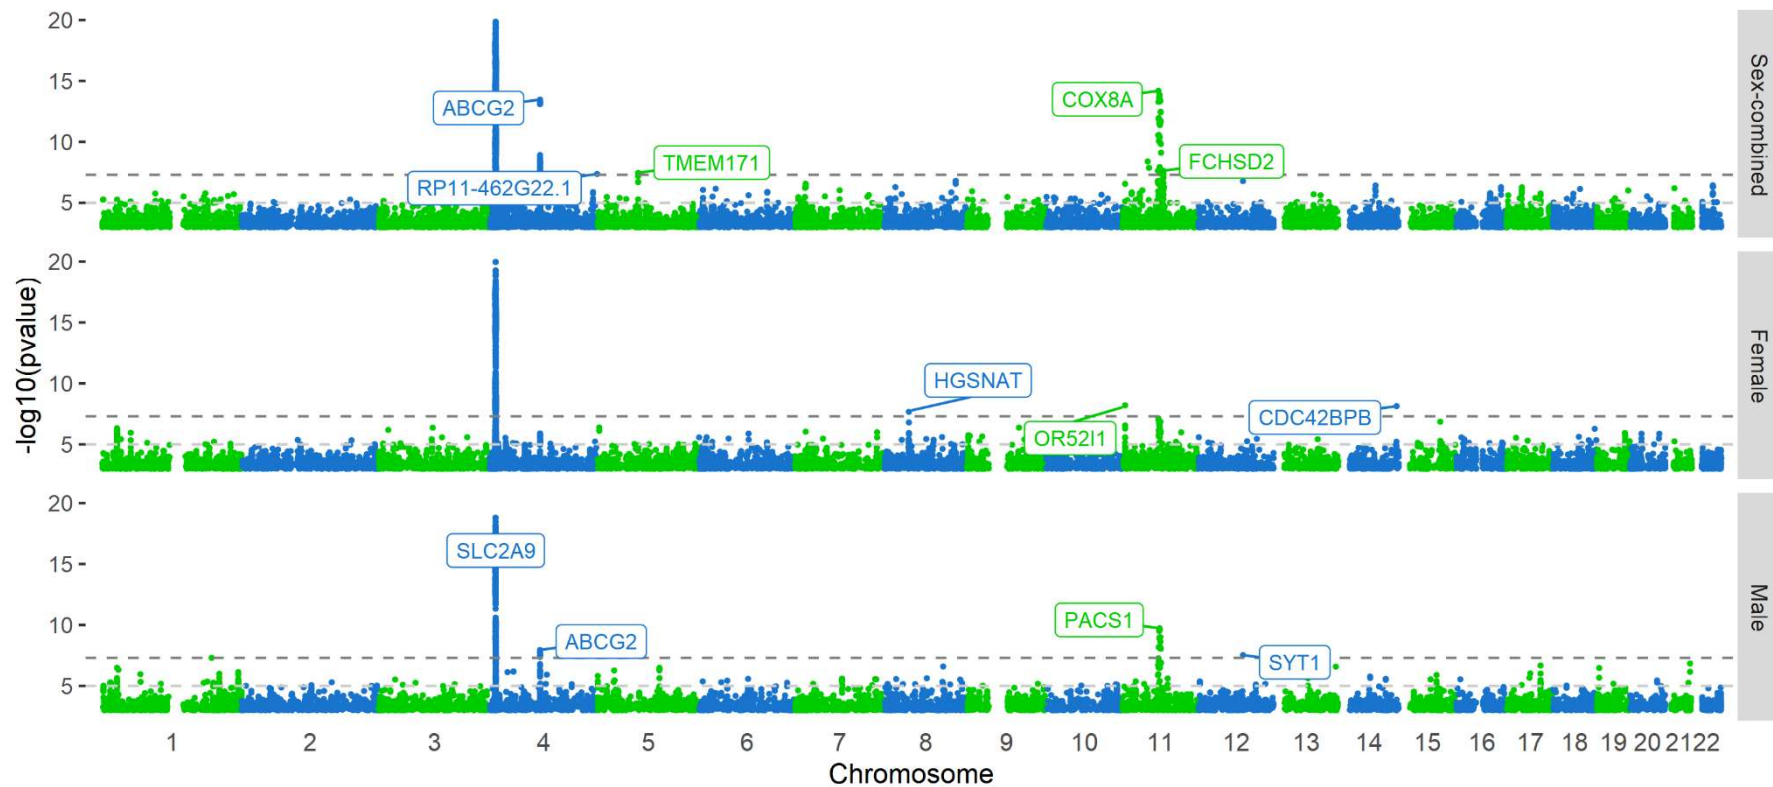 20
15
10
5
ABCG2
RP11-462G22.1
TMEM171
COX8A
FCHSD2
Sex-combined
-log10(pvalue)
20
15
10
5
HGSNAT
OR52I1
CDC42BPB
Female
20
15
10
5
SLC2A9
ABCG2
PACS1
SYT1
Male
1 2 3 4 5 6 7 8 9 10 11 12 13 14 15 16 17 18 19 20 21 22
Chromosome